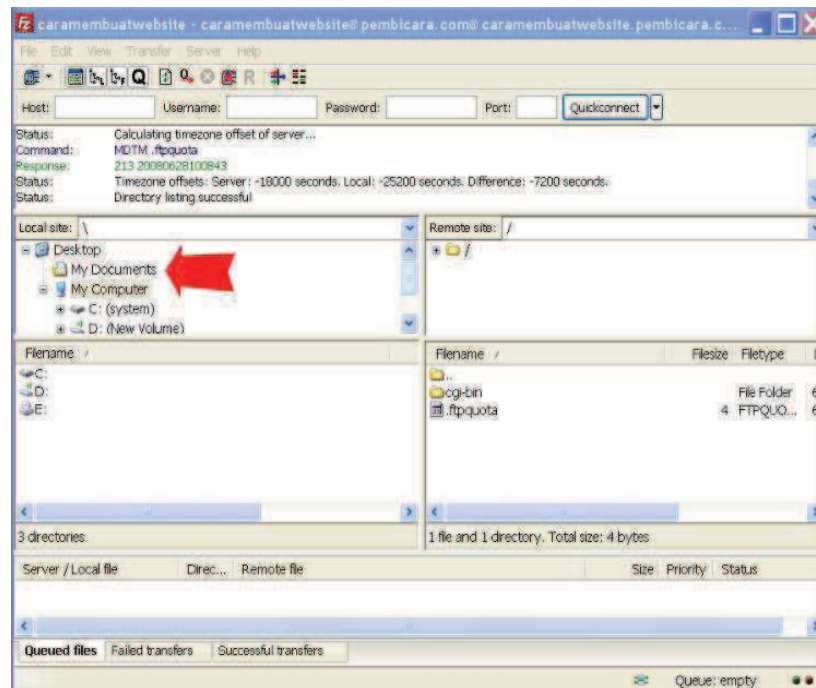 caramembuatwebsite - caramembuatwebsite@pembicara.com@caramembuatwebsite.pembicara.c...
File Edit View Transfer Server Help
Host: Username: Password: Port: Quickconnect
Status: Calculating timezone offset of server...
Command: MDTM .ftpquota
Response: 213 20080628100843
Status: Timezone offsets: Server: -18000 seconds. Local: -25200 seconds. Difference: -7200 seconds.
Status: Directory listing successful
Local site: \ Remote site: /
Desktop /
My Documents
My Computer
C: (system)
D: (New Volume)
Filename / Filename / Filesize Filetype
C: ..
D: cgi-bin File Folder 6
E: .ftpquota 4 FTPQUO... 6
3 directories 1 file and 1 directory. Total size: 4 bytes
Server / Local file Direc... Remote file Size Priority Status
Queued files Failed transfers Successful transfers
Queue: empty